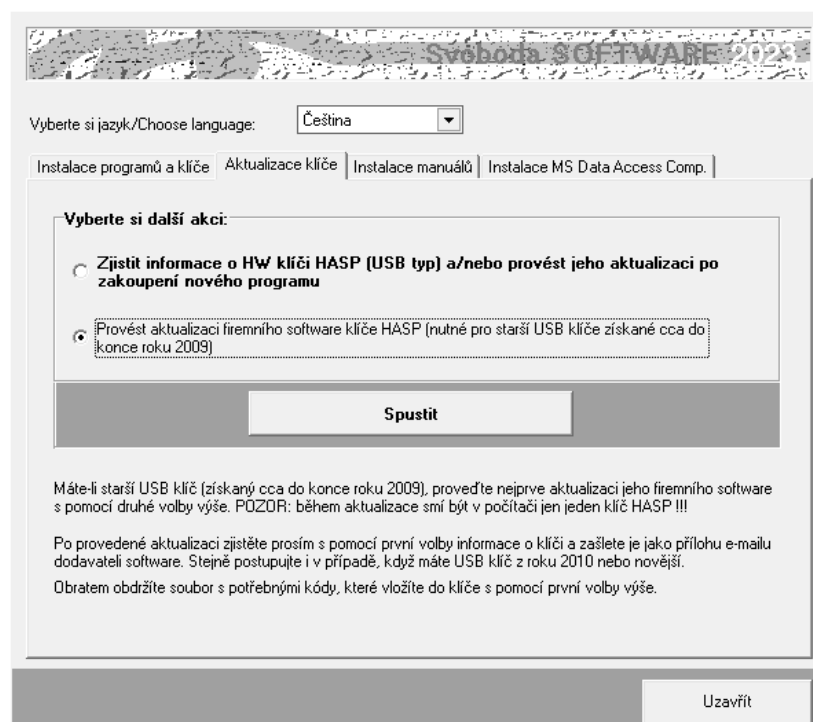 Svoboda SOFTWARE 2023
Vyberte si jazyk/Choose language:
Čeština
Instalace programů a klíče
Aktualizace klíče
Instalace manuálů
Instalace MS Data Access Comp.
Vyberte si další akci:
Zjistit informace o HW klíči HASP (USB typ) a/nebo provést jeho aktualizaci po
zakoupení nového programu
Provést aktualizaci firemního software klíče HASP (nutné pro starší USB klíče získané cca do
konce roku 2009)
Spustit
Máte-li starší USB klíč (získaný cca do konce roku 2009), proveďte nejprve aktualizaci jeho firemního software
s pomocí druhé volby výše. POZOR: během aktualizace smí být v počítači jen jeden klíč HASP !!!
Po provedené aktualizaci zjistěte prosím s pomocí první volby informace o klíči a zašlete je jako přílohu e-mailu
dodavateli software. Stejně postupujte i v případě, když máte USB klíč z roku 2010 nebo novější.
Obratem obdržíte soubor s potřebnými kódy, které vložíte do klíče s pomocí první volby výše.
Uzavřít